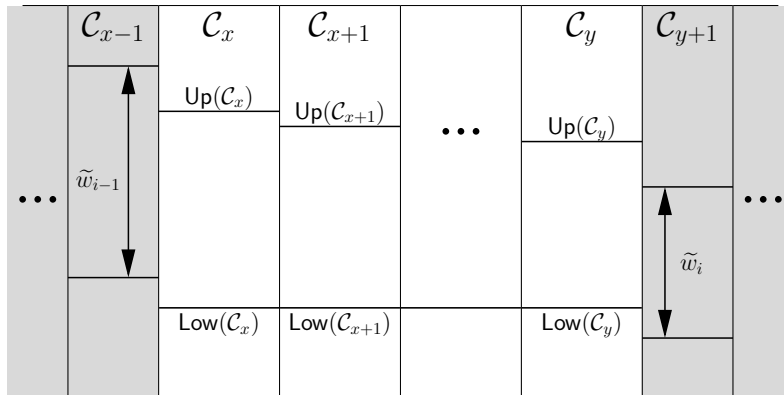 𝒞_{x−1} 𝒞_x 𝒞_{x+1} 𝒞_y 𝒞_{y+1}
Up(𝒞_x) Up(𝒞_{x+1}) ••• Up(𝒞_y)
w̃_{i−1}
••• •••
w̃_i
Low(𝒞_x) Low(𝒞_{x+1}) Low(𝒞_y)